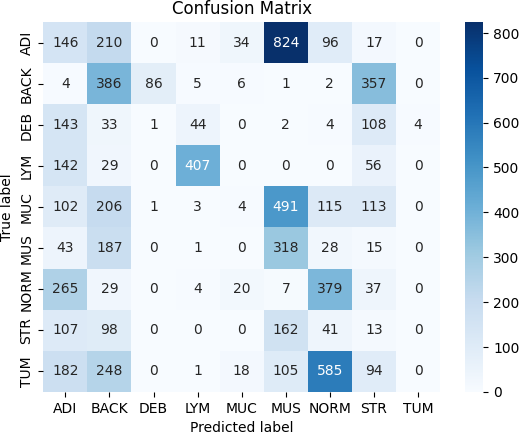 Confusion Matrix
ADI 146 210 0 11 34 824 96 17 0
BACK 4 386 86 5 6 1 2 357 0
DEB 143 33 1 44 0 2 4 108 4
LYM 142 29 0 407 0 0 0 56 0
MUC 102 206 1 3 4 491 115 113 0
MUS 43 187 0 1 0 318 28 15 0
NORM 265 29 0 4 20 7 379 37 0
STR 107 98 0 0 0 162 41 13 0
TUM 182 248 0 1 18 105 585 94 0
ADI BACK DEB LYM MUC MUS NORM STR TUM
Predicted label
True label
800
700
600
500
400
300
200
100
0